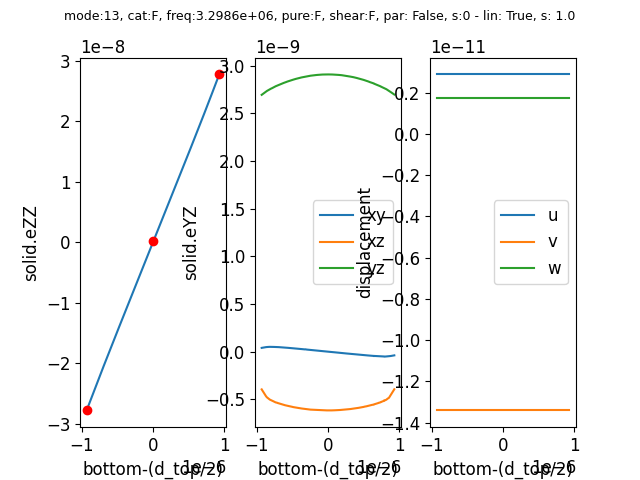 mode:13, cat:F, freq:3.2986e+06, pure:F, shear:F, par: False, s:0 - lin: True, s: 1.0
1e−8
3
2
1
0
−1
−2
−3
solid.eZZ
−1
0
1
1e−6
bottom-(d_top/2)
1e−9
3.0
2.5
2.0
1.5
1.0
0.5
0.0
−0.5
solid.eYZ
xy
xz
yz
−1
0
1
1e−6
bottom-(d_top/2)
1e−11
0.2
0.0
−0.2
−0.4
−0.6
−0.8
−1.0
−1.2
−1.4
displacement
u
v
w
−1
0
1
1e−6
bottom-(d_top/2)